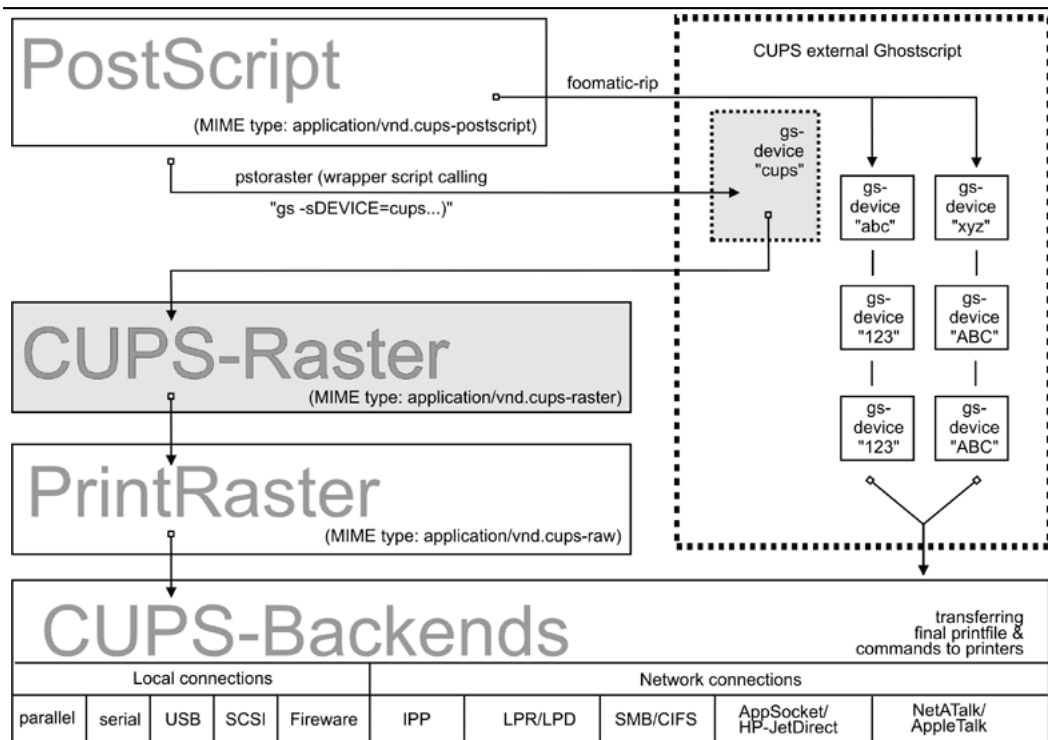 PostScript
(MIME type: application/vnd.cups-postscript)
CUPS external Ghostscript
foomatic-rip
pstoraster (wrapper script calling
"gs -sDEVICE=cups...)"
gs-
device
"cups"
gs-
device
"abc"
gs-
device
"xyz"
gs-
device
"123"
gs-
device
"ABC"
gs-
device
"123"
gs-
device
"ABC"
CUPS-Raster
(MIME type: application/vnd.cups-raster)
PrintRaster
(MIME type: application/vnd.cups-raw)
CUPS-Backends
transferring
final printfile &
commands to printers
Local connections
Network connections
parallel
serial
USB
SCSI
Fireware
IPP
LPR/LPD
SMB/CIFS
AppSocket/
HP-JetDirect
NetATalk/
AppleTalk